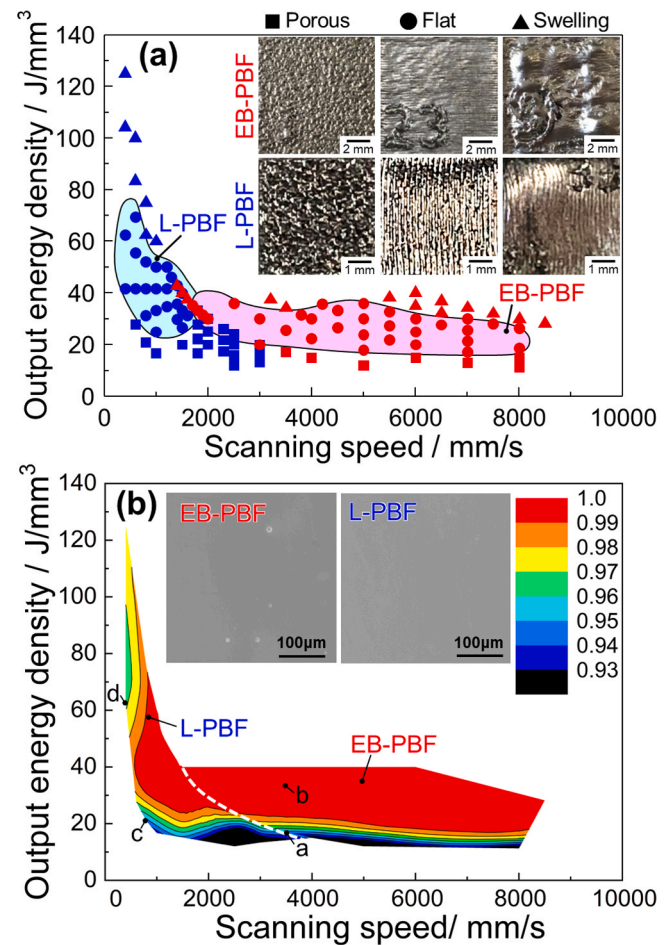 ■ Porous ● Flat ▲ Swelling
(a)
Output energy density / J/mm³
140
120
100
80
60
40
20
0
EB-PBF
2 mm
2 mm
2 mm
L-PBF
1 mm
1 mm
1 mm
L-PBF
EB-PBF
0 2000 4000 6000 8000 10000
Scanning speed / mm/s
(b)
Output energy density / J/mm³
140
120
100
80
60
40
20
0
EB-PBF
100μm
L-PBF
100μm
1.0
0.99
0.98
0.97
0.96
0.95
0.94
0.93
d
L-PBF
EB-PBF
b
c
a
0 2000 4000 6000 8000 10000
Scanning speed/ mm/s